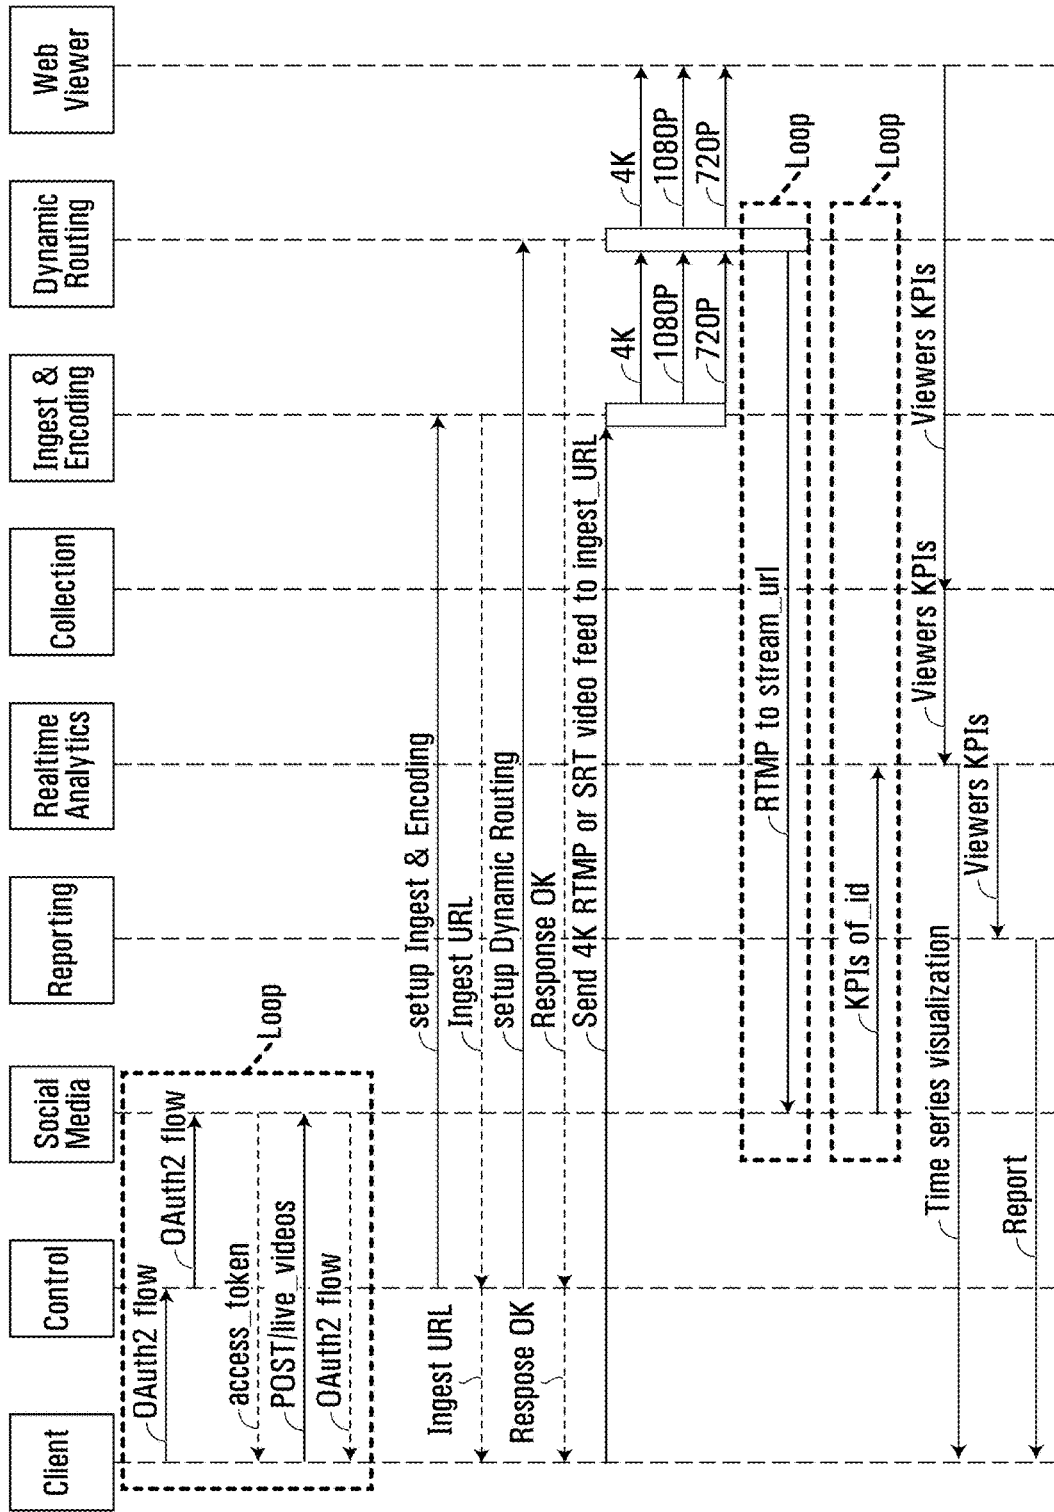 Client
Control
Social
Media
Reporting
Realtime
Analytics
Collection
Ingest &
Encoding
Dynamic
Routing
Web
Viewer
OAuth2 flow
OAuth2 flow
access_token
POST/live_videos
OAuth2 flow
Loop
setup Ingest & Encoding
Ingest URL
Ingest URL
setup Dynamic Routing
Respose OK
Response OK
Send 4K RTMP or SRT video feed to ingest_URL
4K
4K
1080P
1080P
720P
720P
RTMP to stream_url
Loop
KPIs of_id
Loop
Viewers KPIs
Viewers KPIs
Time series visualization
Viewers KPIs
Report